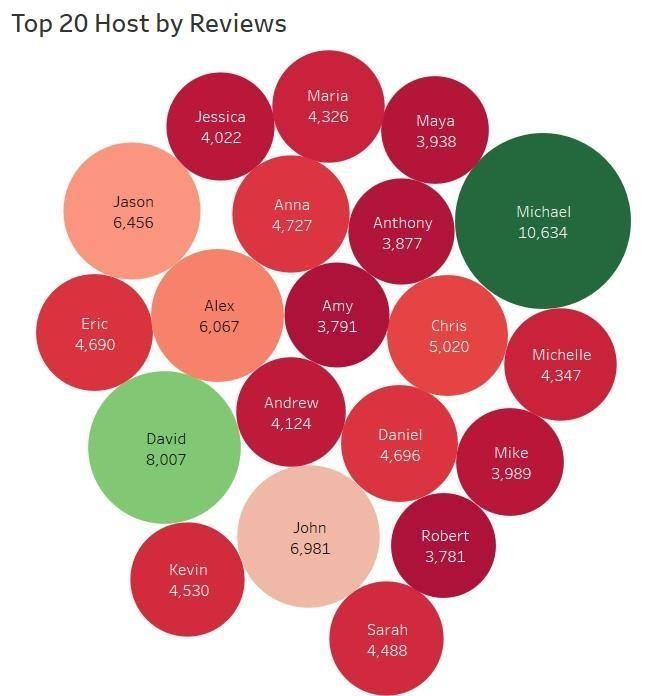 Top 20 Host by Reviews
Maria
4,326
Jessica
4,022
Maya
3,938
Jason
6,456
Anna
4,727
Michael
10,634
Anthony
3,877
Alex
6,067
Amy
3,791
Eric
4,690
Chris
5,020
Michelle
4,347
Andrew
4,124
David
8,007
Daniel
4,696
Mike
3,989
John
6,981
Robert
3,781
Kevin
4,530
Sarah
4,488